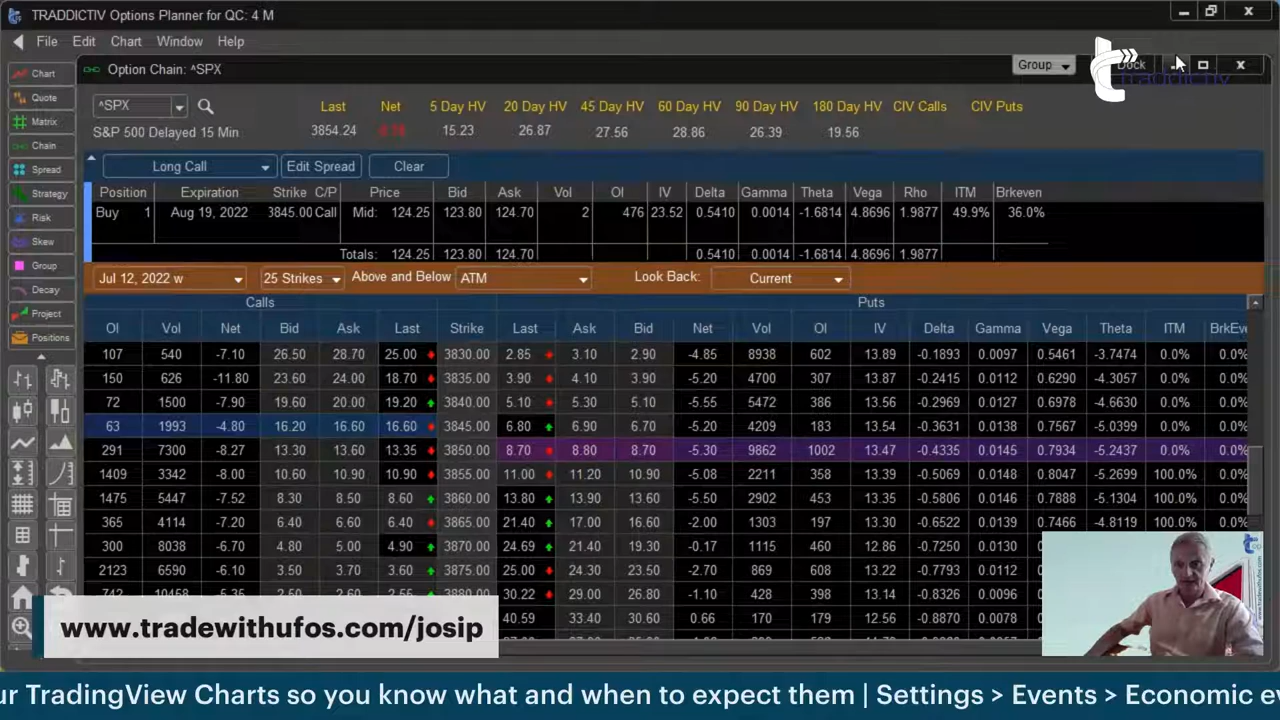 TRADDICTIV Options Planner for QC: 4 M
File Edit Chart Window Help
Option Chain: ^SPX
Group
Dock
traddictiv
^SPX
S&P 500 Delayed 15 Min
Last Net 5 Day HV 20 Day HV 45 Day HV 60 Day HV 90 Day HV 180 Day HV CIV Calls CIV Puts
3854.24 15.23 26.87 27.56 28.86 26.39 19.56
Long Call Edit Spread Clear
Position Expiration Strike C/P Price Bid Ask Vol OI IV Delta Gamma Theta Vega Rho ITM Brkeven
Buy 1 Aug 19, 2022 3845.00 Call Mid: 124.25 123.80 124.70 2 476 23.52 0.5410 0.0014 -1.6814 4.8696 1.9877 49.9% 36.0%
Totals: 124.25 123.80 124.70 0.5410 0.0014 -1.6814 4.8696 1.9877
Jul 12, 2022 w 25 Strikes Above and Below ATM Look Back: Current
Calls Puts
OI Vol Net Bid Ask Last Strike Last Ask Bid Net Vol OI IV Delta Gamma Vega Theta ITM BrkEve
107 540 -7.10 26.50 28.70 25.00 3830.00 2.85 3.10 2.90 -4.85 8938 602 13.89 -0.1893 0.0097 0.5461 -3.7474 0.0% 0.0%
150 626 -11.80 23.60 24.00 18.70 3835.00 3.90 4.10 3.90 -5.20 4700 307 13.87 -0.2415 0.0112 0.6290 -4.3057 0.0% 0.0%
72 1500 -7.90 19.60 20.00 19.20 3840.00 5.10 5.30 5.10 -5.55 5472 386 13.56 -0.2969 0.0127 0.6978 -4.6630 0.0% 0.0%
63 1993 -4.80 16.20 16.60 16.60 3845.00 6.80 6.90 6.70 -5.20 4209 183 13.54 -0.3631 0.0138 0.7567 -5.0399 0.0% 0.0%
291 7300 -8.27 13.30 13.60 13.35 3850.00 8.70 8.80 8.70 -5.30 9862 1002 13.47 -0.4335 0.0145 0.7934 -5.2437 0.0% 0.0%
1409 3342 -8.00 10.60 10.90 10.90 3855.00 11.00 11.20 10.90 -5.08 2211 358 13.39 -0.5070 0.0148 0.8047 -5.2699 100.0% 0.0%
1475 5447 -7.52 8.30 8.50 8.60 3860.00 13.80 13.90 13.60 -5.50 2902 453 13.35 -0.5806 0.0146 0.7888 -5.1304 100.0% 0.0%
365 4114 -7.20 6.40 6.60 6.40 3865.00 21.40 17.00 16.60 -2.00 1303 197 13.30 -0.6522 0.0139 0.7466 -4.8119 100.0% 0.0%
300 8038 -6.70 4.80 5.00 4.90 3870.00 24.69 21.40 19.30 -0.17 1115 460 12.86 -0.7250 0.0130
2123 6590 -6.10 3.50 3.70 3.60 3875.00 25.00 24.30 23.50 -2.70 869 608 13.22 -0.7793 0.0112
742 10458 -5.35 2.60 3880.00 30.22 29.00 26.80 -1.10 428 398 13.14 -0.8326 0.0096
40.59 33.40 30.60 0.66 170 179 12.56 -0.8870 0.0078
Chart
Quote
Matrix
Chain
Spread
Strategy
Risk
Skew
Group
Decay
Project
Positions
www.tradewithufos.com/josip
ur TradingView Charts so you know what and when to expect them | Settings > Events > Economic ev